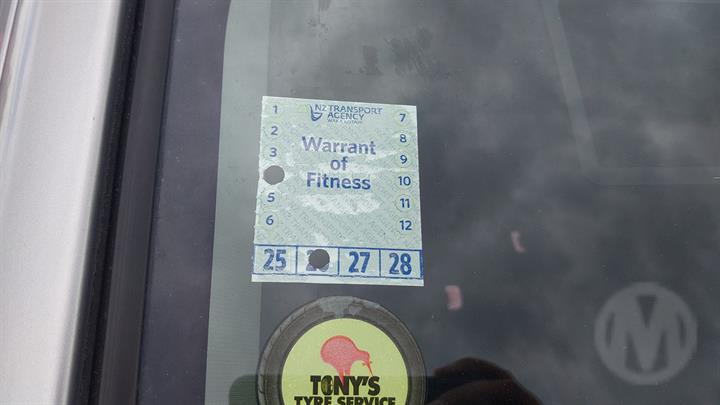 NZ TRANSPORT
AGENCY
WAKA KOTAHI
Warrant
of
Fitness
1
2
3
5
6
7
8
9
10
11
12
25 27 28
TONY'S
TYRE SERVICE
M